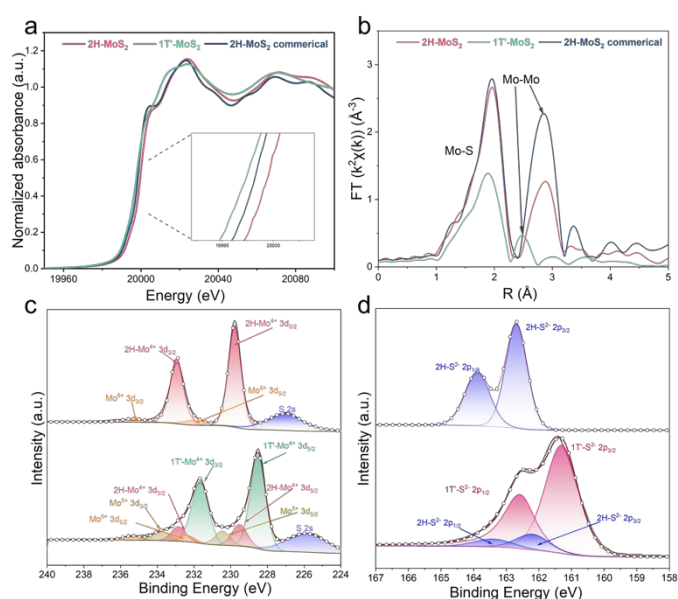 a
2H-MoS₂ 1T'-MoS₂ 2H-MoS₂ commerical
Normalized absorbance (a.u.)
1.2
1.0
0.8
0.6
0.4
0.2
0.0
19995 20000
19960 20000 20040 20080
Energy (eV)
b
2H-MoS₂ 1T'-MoS₂ 2H-MoS₂ commercial
FT (k²χ(k)) (Å⁻³)
3
2
1
0
Mo-Mo
Mo-S
0 1 2 3 4 5
R (Å)
c
Intensity (a.u.)
2H-Mo⁴⁺ 3d₅/₂
2H-Mo⁴⁺ 3d₃/₂
Mo⁶⁺ 3d₃/₂
Mo⁶⁺ 3d₅/₂
S 2s
1T'-Mo⁴⁺ 3d₅/₂
1T'-Mo⁴⁺ 3d₃/₂
2H-Mo⁴⁺ 3d₃/₂
2H-Mo⁴⁺ 3d₅/₂
Mo⁵⁺ 3d₃/₂
Mo⁵⁺ 3d₅/₂
Mo⁶⁺ 3d₅/₂
S 2s
240 238 236 234 232 230 228 226 224
Binding Energy (eV)
d
Intensity (a.u.)
2H-S²⁻ 2p₃/₂
2H-S²⁻ 2p₁/₂
1T'-S²⁻ 2p₃/₂
1T'-S²⁻ 2p₁/₂
2H-S²⁻ 2p₁/₂
2H-S²⁻ 2p₃/₂
167 166 165 164 163 162 161 160 159 158
Binding Energy (eV)